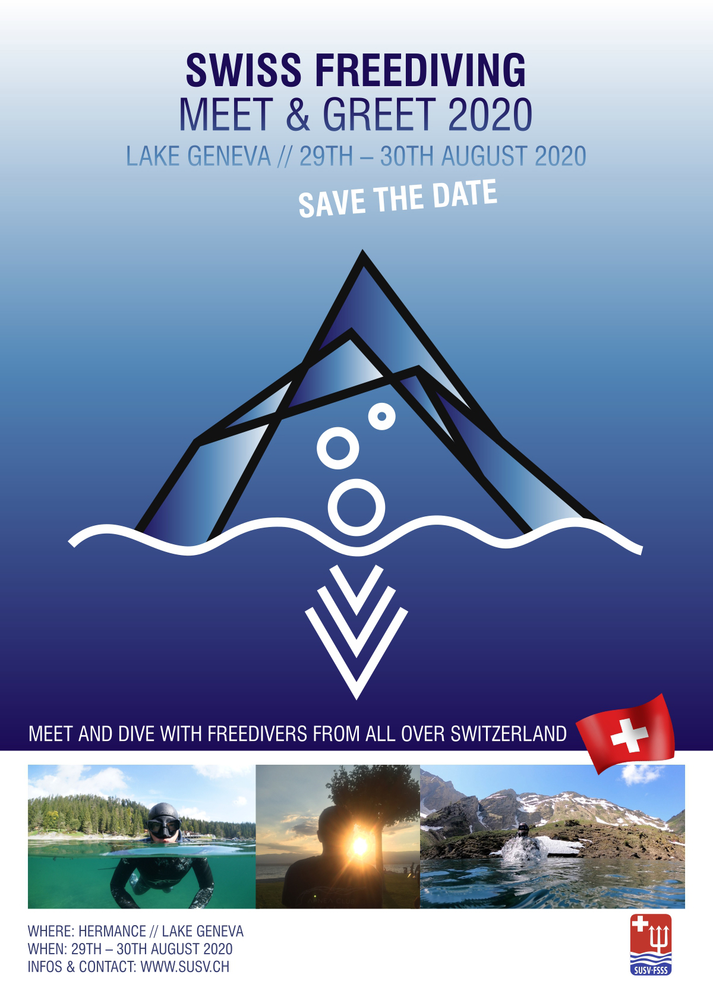 SWISS FREEDIVING
MEET & GREET 2020
LAKE GENEVA // 29TH – 30TH AUGUST 2020
SAVE THE DATE
MEET AND DIVE WITH FREEDIVERS FROM ALL OVER SWITZERLAND
APNEA CLUB
WHERE: HERMANCE // LAKE GENEVA
WHEN: 29TH – 30TH AUGUST 2020
INFOS & CONTACT: WWW.SUSV.CH
SUSV·FSSS